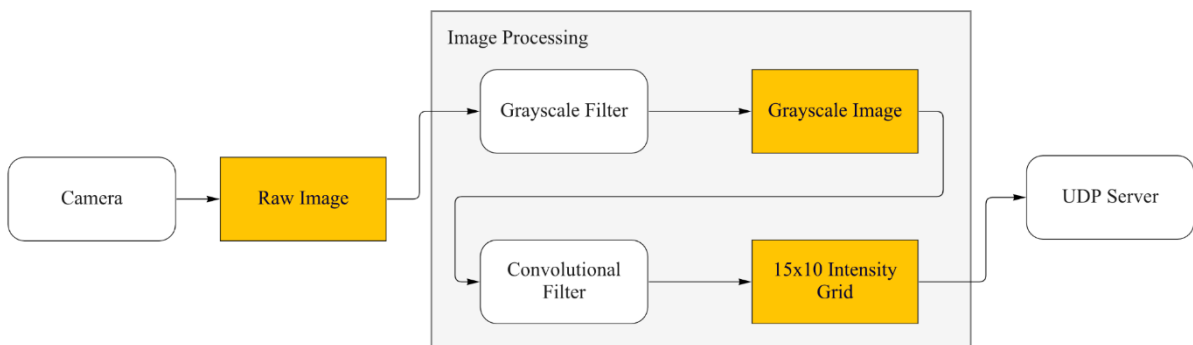 Image Processing
Grayscale Filter
Grayscale Image
Camera
Raw Image
UDP Server
Convolutional
Filter
15x10 Intensity
Grid